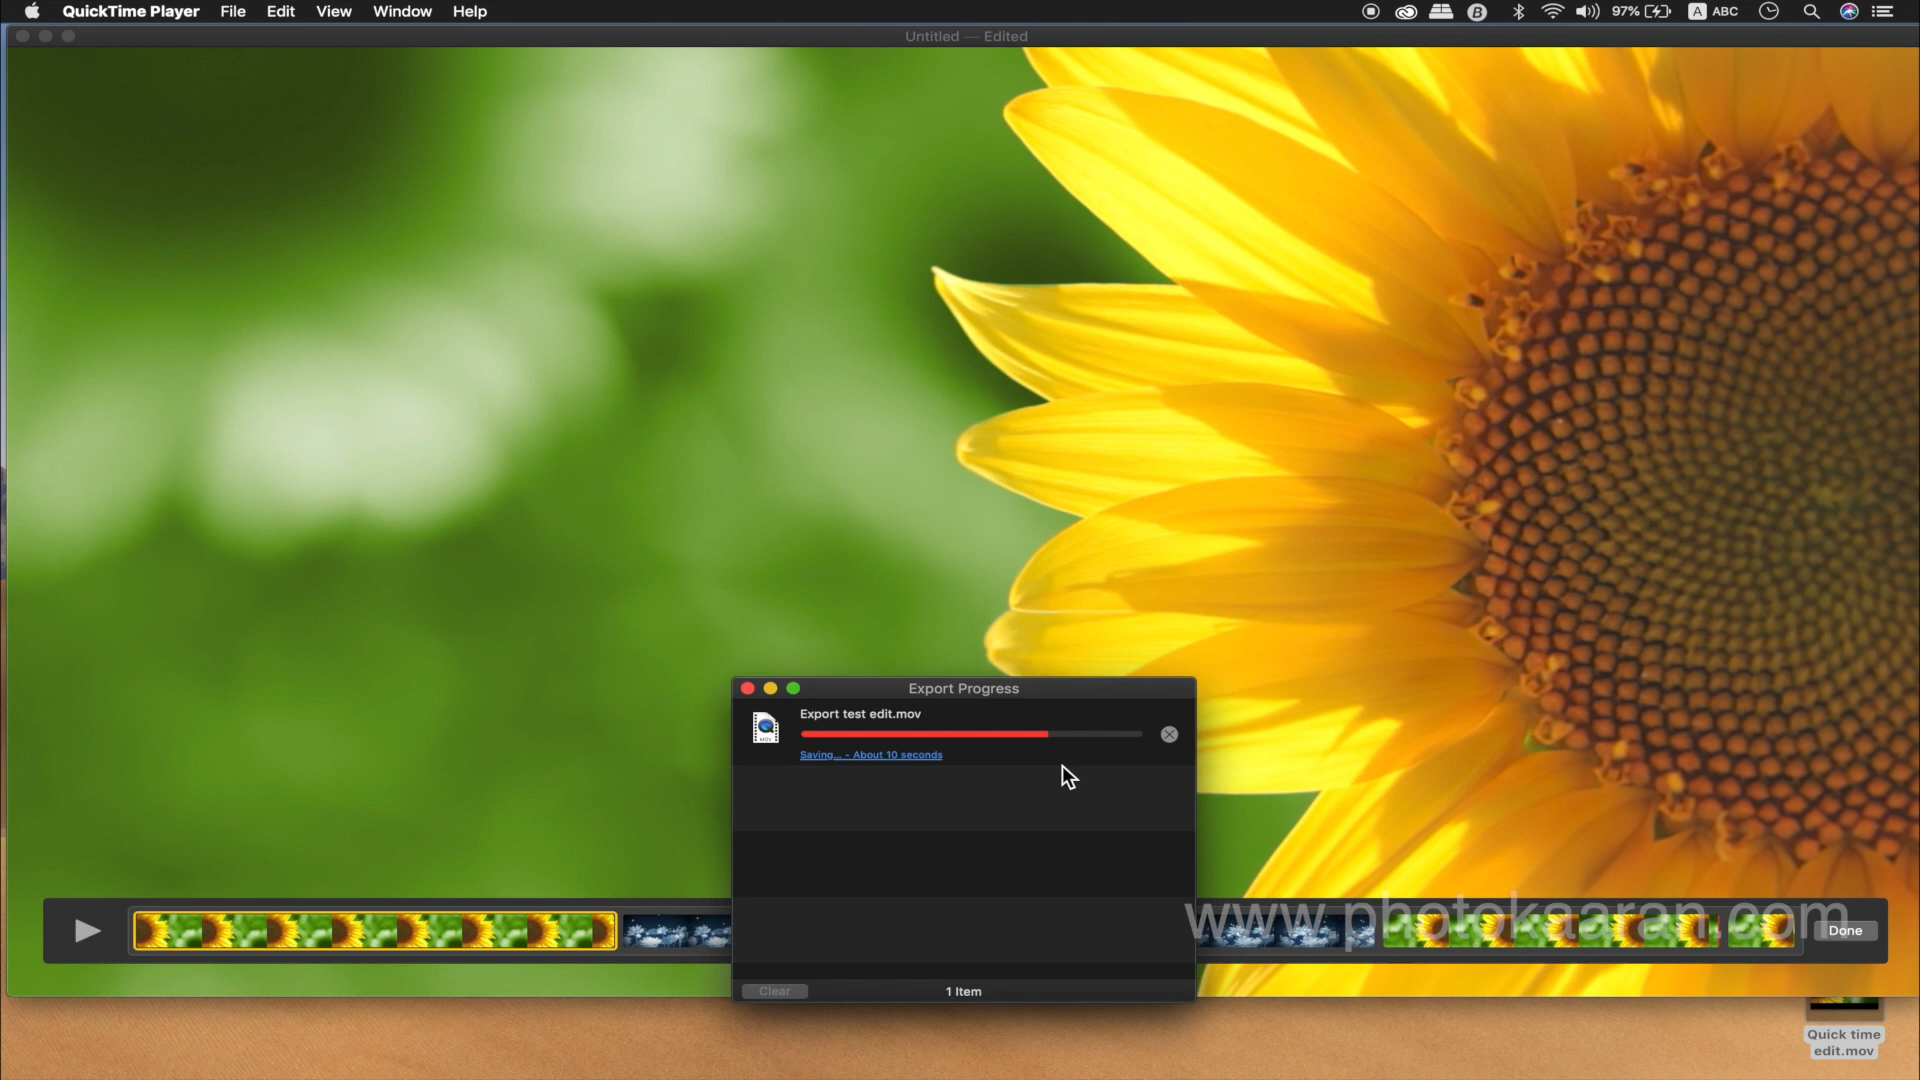 QuickTime Player File Edit View Window Help 97% A ABC
Untitled — Edited
Export Progress
Export test edit.mov
MOV
Saving... - About 10 seconds
www.photokaaran.com
Done
Clear 1 Item
Quick time
edit.mov